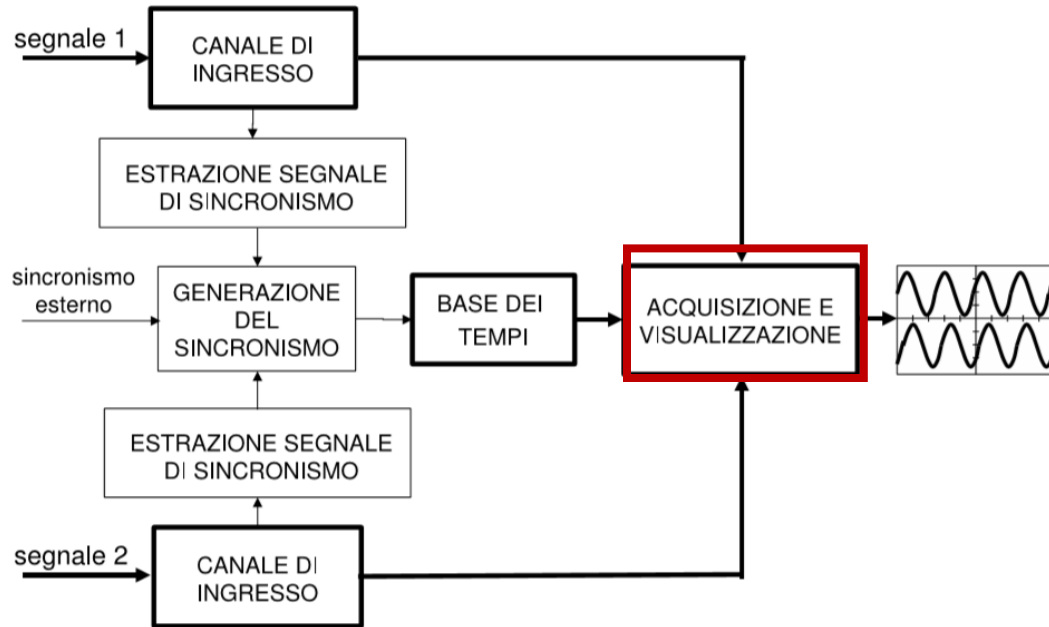 segnale 1
CANALE DI
INGRESSO
ESTRAZIONE SEGNALE
DI SINCRONISMO
sincronismo
esterno
GENERAZIONE
DEL
SINCRONISMO
BASE DEI
TEMPI
ACQUISIZIONE E
VISUALIZZAZIONE
ESTRAZIONE SEGNALE
DI SINCRONISMO
segnale 2
CANALE DI
INGRESSO